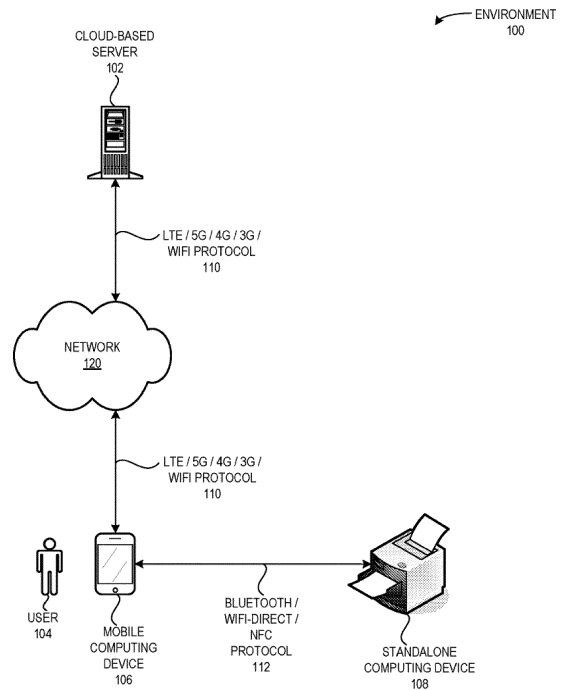 ENVIRONMENT
100
CLOUD-BASED
SERVER
102
LTE / 5G / 4G / 3G /
WIFI PROTOCOL
110
NETWORK
120
LTE / 5G / 4G / 3G /
WIFI PROTOCOL
110
USER
104
MOBILE
COMPUTING
DEVICE
106
BLUETOOTH /
WIFI-DIRECT /
NFC
PROTOCOL
112
STANDALONE
COMPUTING DEVICE
108